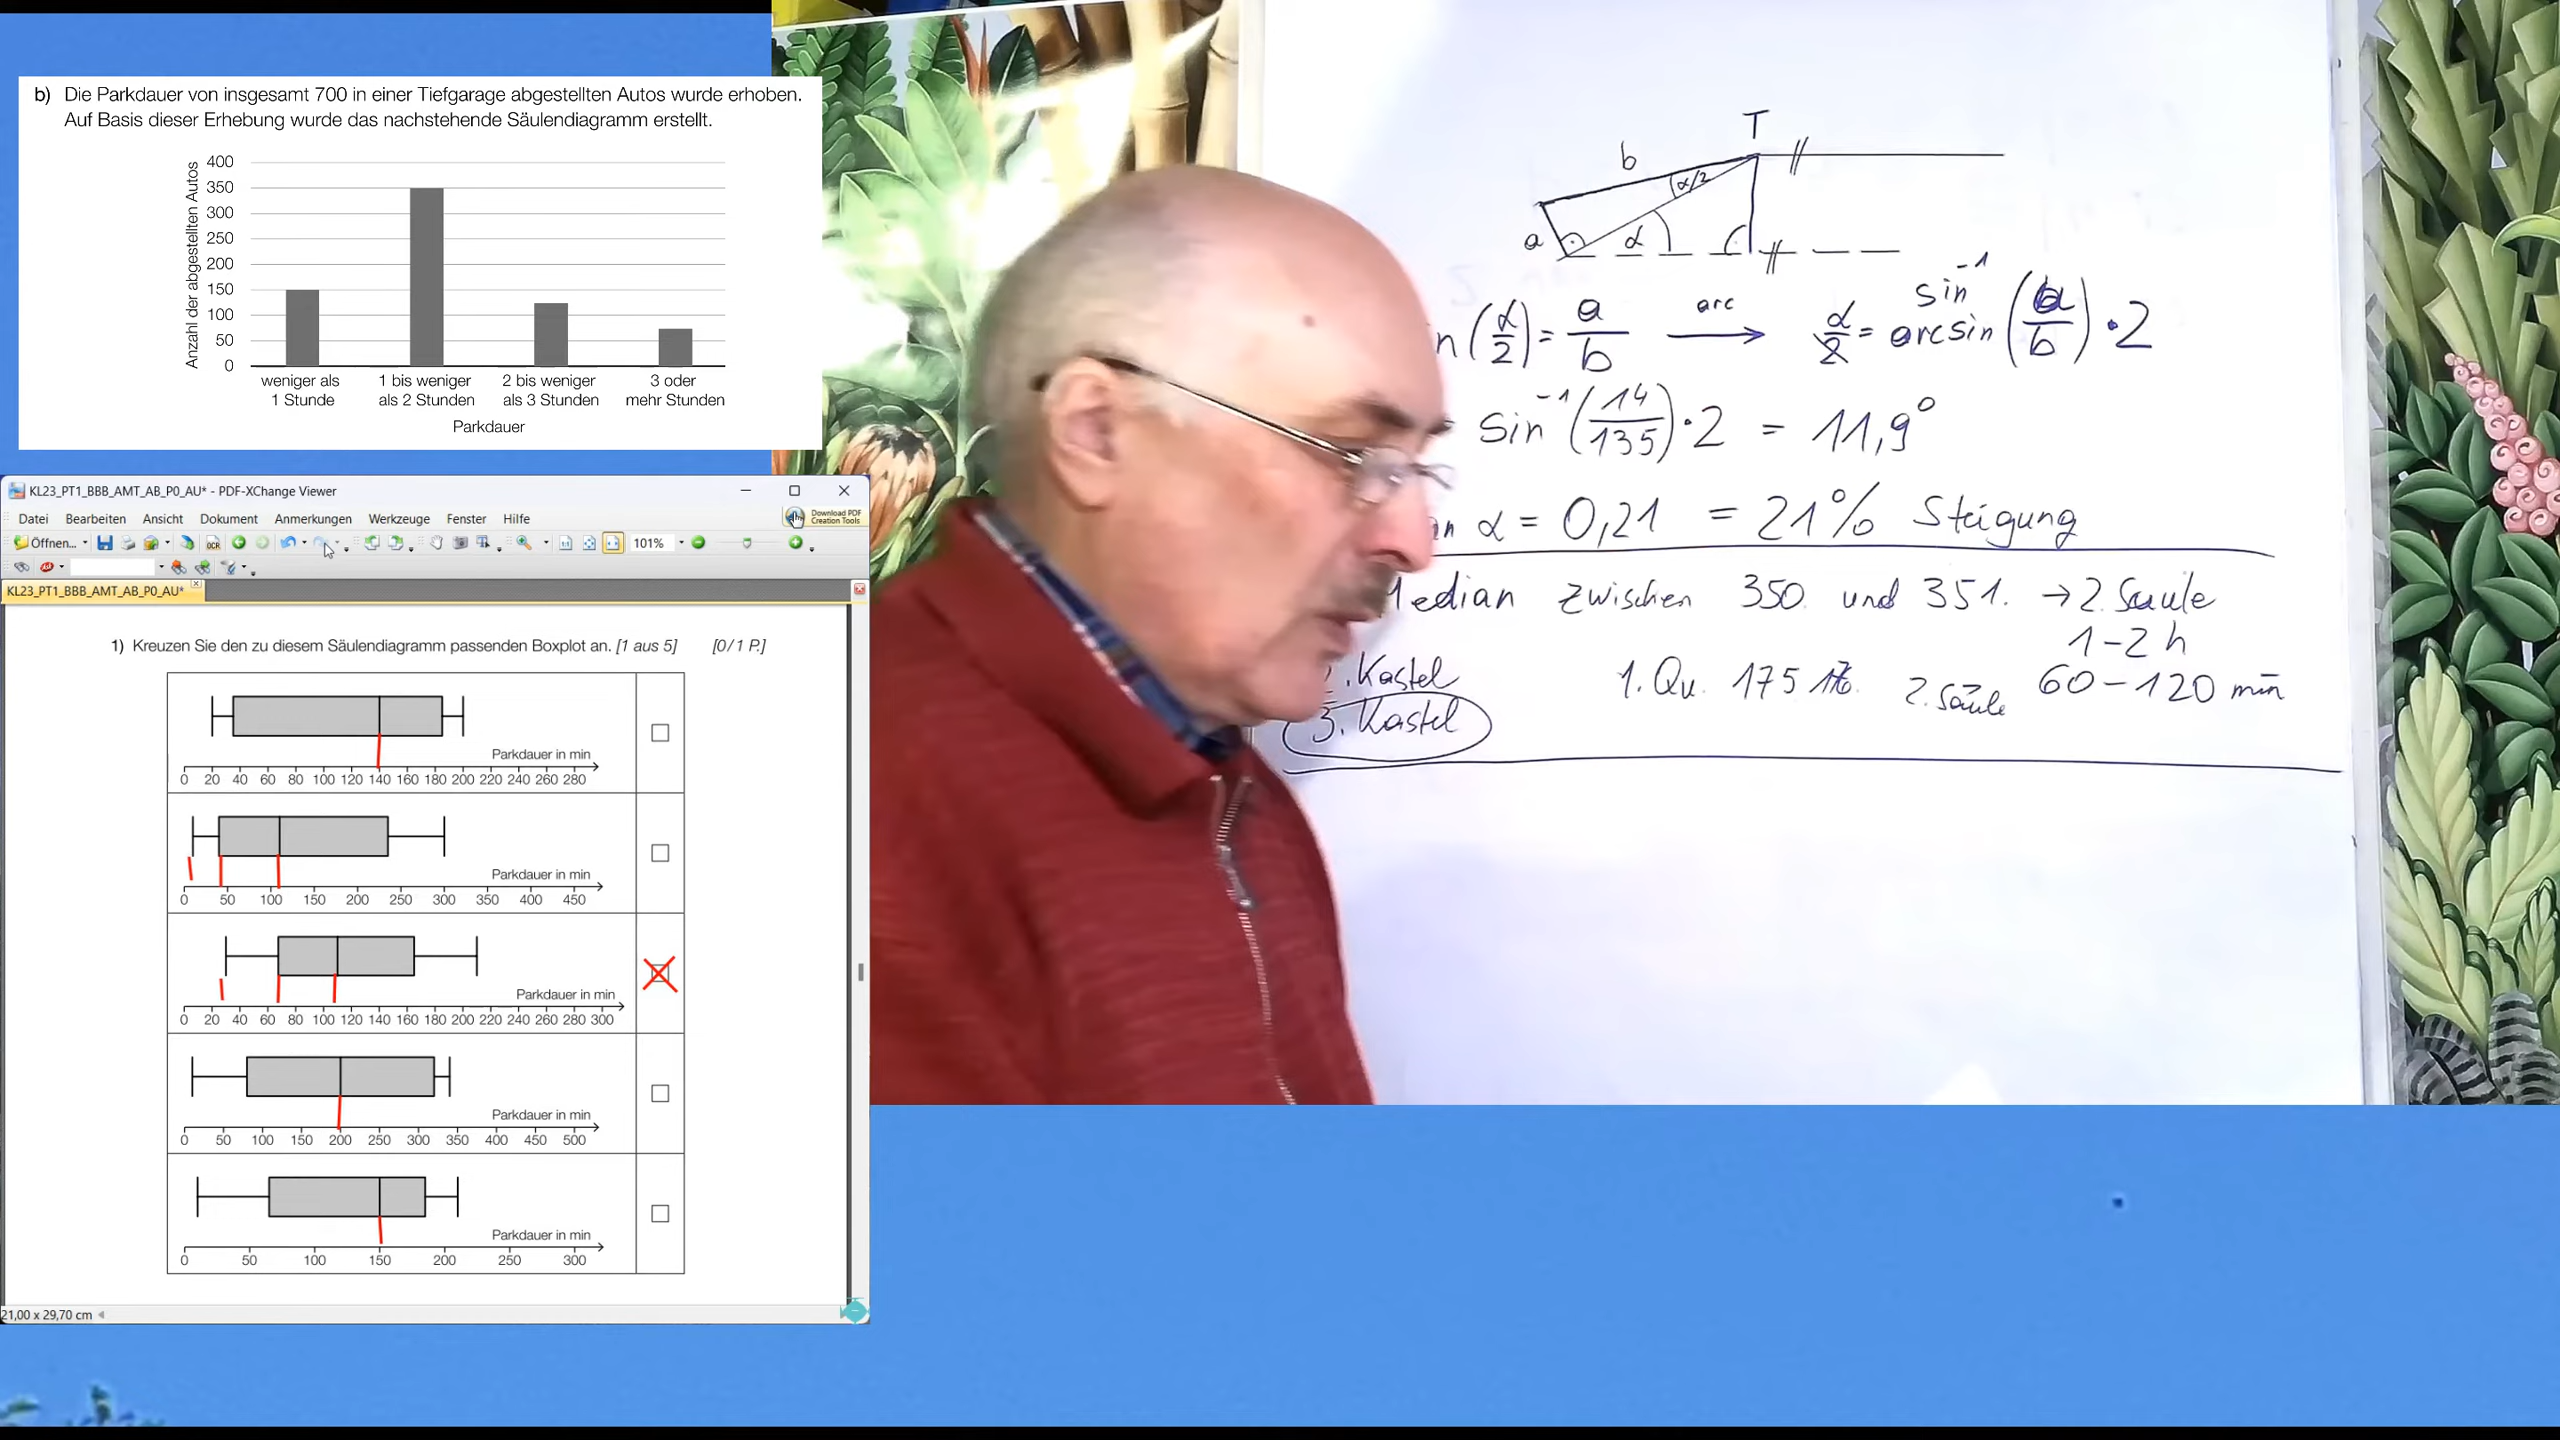 b) Die Parkdauer von insgesamt 700 in einer Tiefgarage abgestellten Autos wurde erhoben.
Auf Basis dieser Erhebung wurde das nachstehende Säulendiagramm erstellt.
Anzahl der abgestellten Autos
400
350
300
250
200
150
100
50
0
weniger als 1 Stunde
1 bis weniger als 2 Stunden
2 bis weniger als 3 Stunden
3 oder mehr Stunden
Parkdauer
KL23_PT1_BBB_AMT_AB_P0_AU* - PDF-XChange Viewer
Datei Bearbeiten Ansicht Dokument Anmerkungen Werkzeuge Fenster Hilfe
Download PDF
Creation Tools
Öffnen... OCR 101%
KL23_PT1_BBB_AMT_AB_P0_AU*
1) Kreuzen Sie den zu diesem Säulendiagramm passenden Boxplot an. [1 aus 5] [0/1 P.]
Parkdauer in min
0 20 40 60 80 100 120 140 160 180 200 220 240 260 280
Parkdauer in min
0 50 100 150 200 250 300 350 400 450
Parkdauer in min
0 20 40 60 80 100 120 140 160 180 200 220 240 260 280 300
Parkdauer in min
0 50 100 150 200 250 300 350 400 450 500
Parkdauer in min
0 50 100 150 200 250 300
21,00 x 29,70 cm
T
b
α/2
a α
n(α/2) = a/b arc → α/2 = arcsin (a/b) · 2
sin⁻¹
sin⁻¹(14/135) · 2 = 11,9°
an α = 0,21 = 21% Steigung
Median zwischen 350. und 351. → 2. Säule
1-2 h
. Kastel 1. Qu. 175 176. 2. Säule 60-120 min
3. Kastel